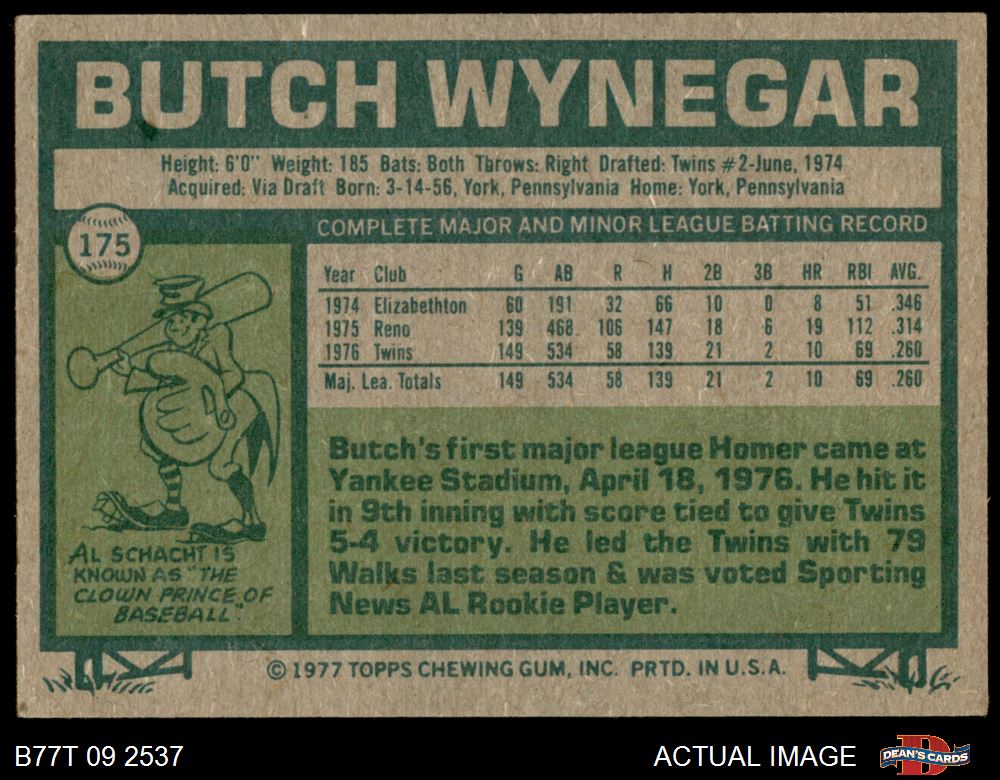 BUTCH WYNEGAR
Height: 6'0" Weight: 185 Bats: Both Throws: Right Drafted: Twins #2-June, 1974
Acquired: Via Draft Born: 3-14-56, York, Pennsylvania Home: York, Pennsylvania
175
COMPLETE MAJOR AND MINOR LEAGUE BATTING RECORD
Year Club G AB R H 2B 3B HR RBI AVG.
1974 Elizabethton 60 191 32 66 10 0 8 51 .346
1975 Reno 139 468 106 147 18 6 19 112 .314
1976 Twins 149 534 58 139 21 2 10 69 .260
Maj. Lea. Totals 149 534 58 139 21 2 10 69 .260
Butch's first major league Homer came at
Yankee Stadium, April 18, 1976. He hit it
in 9th inning with score tied to give Twins
5-4 victory. He led the Twins with 79
Walks last season & was voted Sporting
News AL Rookie Player.
AL SCHACHT IS
KNOWN AS "THE
CLOWN PRINCE OF
BASEBALL".
© 1977 TOPPS CHEWING GUM, INC. PRTD. IN U.S.A.
B77T 09 2537
ACTUAL IMAGE
D
DEAN'S CARDS